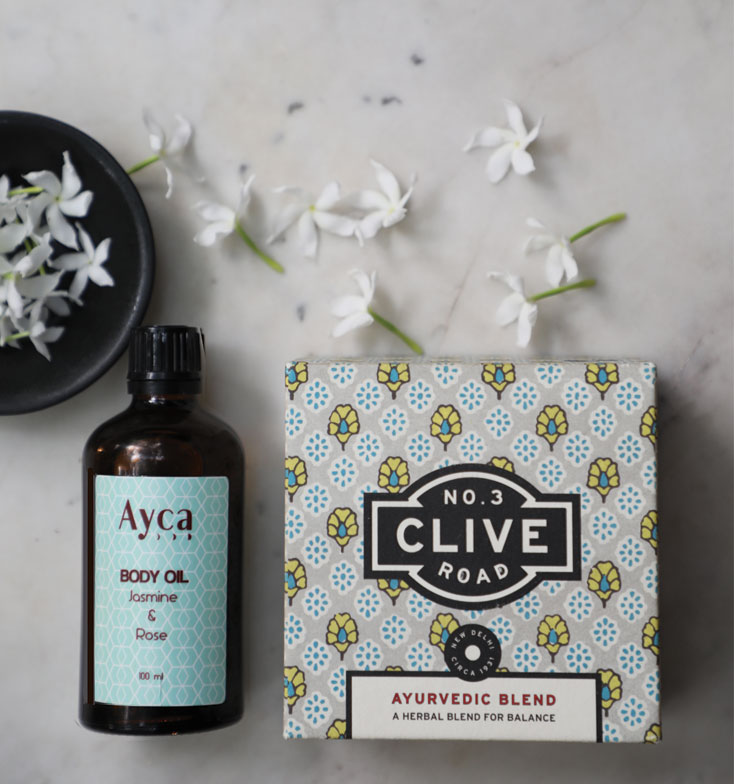 Ayca
BODY OIL
Jasmine
&
Rose
100 ml
NO. 3
CLIVE
ROAD
NEW DELHI
CIRCA 1931
AYURVEDIC BLEND
A HERBAL BLEND FOR BALANCE